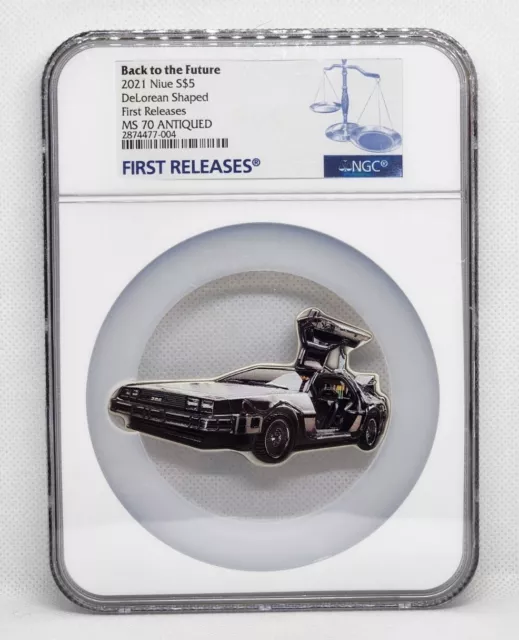 Back to the Future
2021 Niue S$5
DeLorean Shaped
First Releases
MS 70 ANTIQUED
2874477-004
FIRST RELEASES®
NGC®